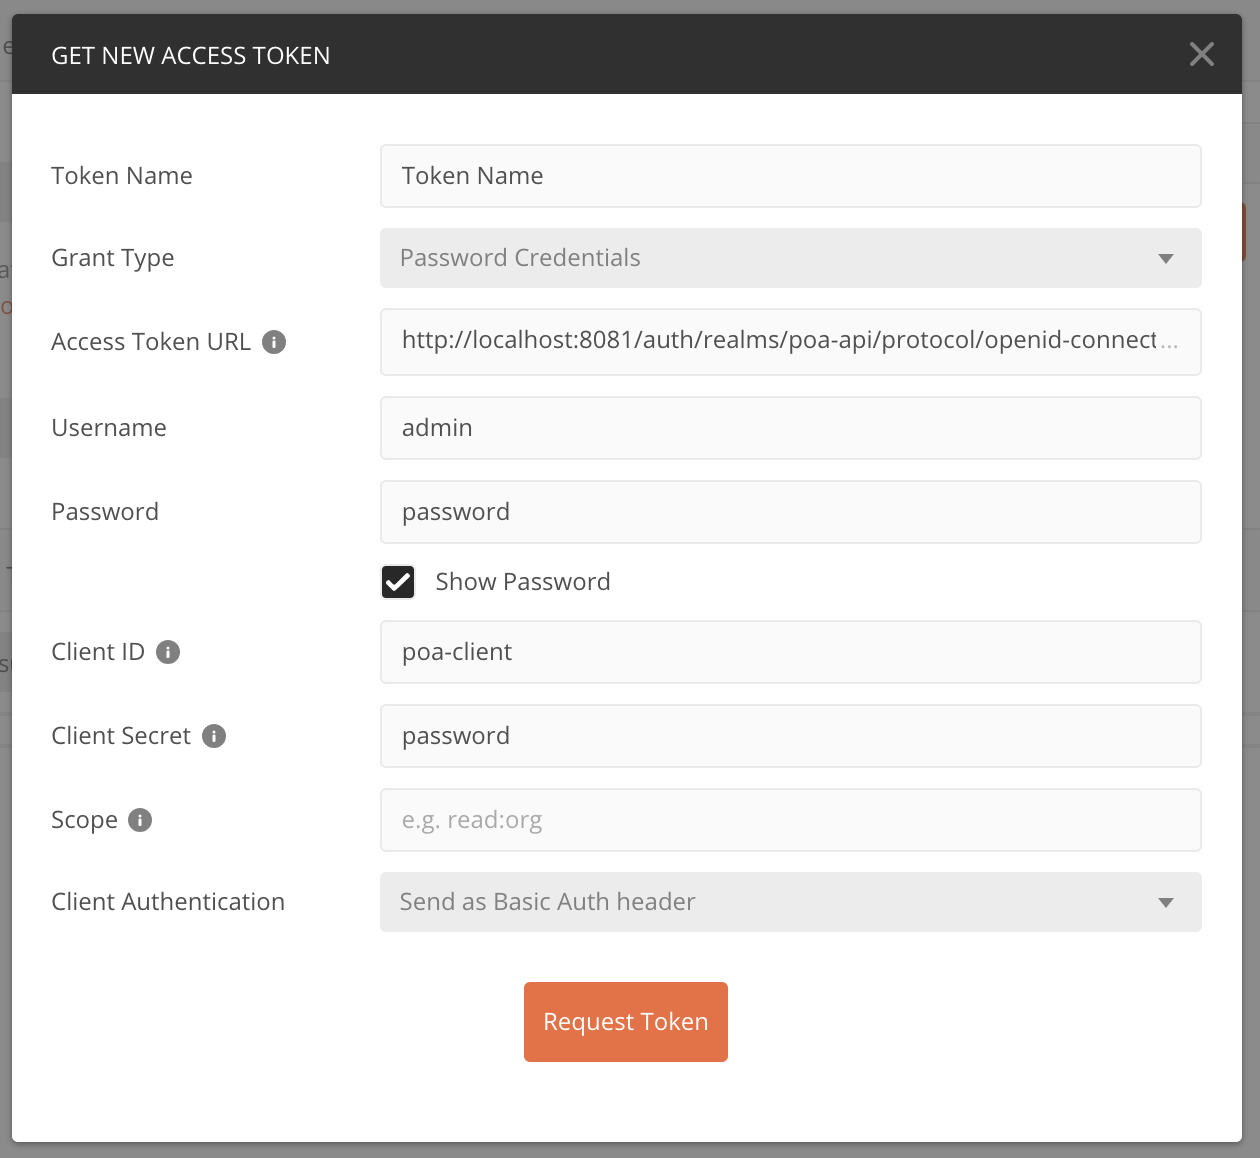 GET NEW ACCESS TOKEN
Token Name
Token Name
Grant Type
Password Credentials
Access Token URL
http://localhost:8081/auth/realms/poa-api/protocol/openid-connect...
Username
admin
Password
password
Show Password
Client ID
poa-client
Client Secret
password
Scope
e.g. read:org
Client Authentication
Send as Basic Auth header
Request Token